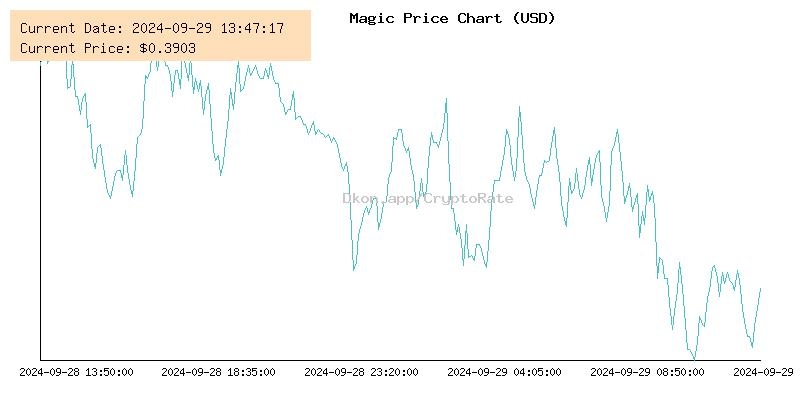 Magic Price Chart (USD)
Current Date: 2024-09-29 13:47:17
Current Price: $0.3903
Dkon.app/CryptoRate
2024-09-28 13:50:00 2024-09-28 18:35:00 2024-09-28 23:20:00 2024-09-29 04:05:00 2024-09-29 08:50:00 2024-09-29